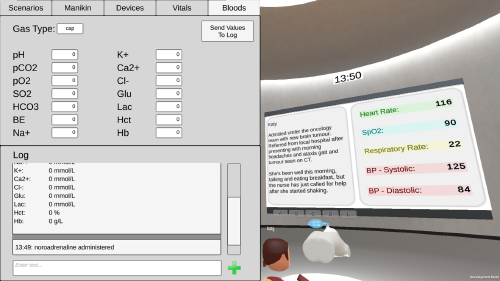 Scenarios
Manikin
Devices
Vitals
Bloods
Gas Type: cap
Send Values
To Log
pH 0
pCO2 0
pO2 0
SO2 0
HCO3 0
BE 0
Na+ 0
K+ 0
Ca2+ 0
Cl- 0
Glu 0
Lac 0
Hct 0
Hb 0
Log
K+: 0 mmol/L
Ca2+: 0 mmol/L
Cl-: 0 mmol/L
Glu: 0 mmol/L
Lac: 0 mmol/L
Hct: 0 %
Hb: 0 g/L
13:49: noroadrenaline administered
Enter text...
13:50
Katy
Admitted under the oncology
team with new brain tumour.
Referred from local hospital after
presenting with morning
headaches and ataxic gait and
tumour seen on CT.
She's been well this morning,
talking and eating breakfast, but
the nurse has just called for help
after she started shaking.
Heart Rate: 116
SpO2: 90
Respiratory Rate: 22
BP - Systolic: 125
BP - Diastolic: 84
Development Build